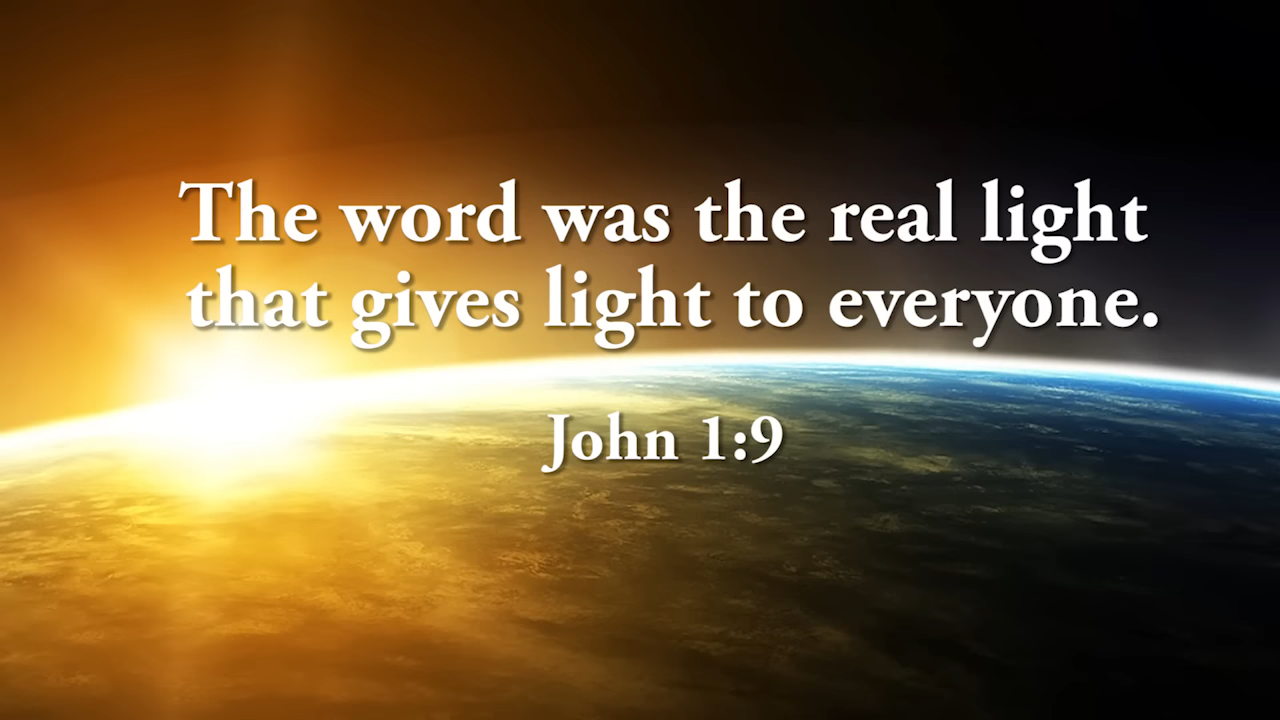 The word was the real light
that gives light to everyone.
John 1:9